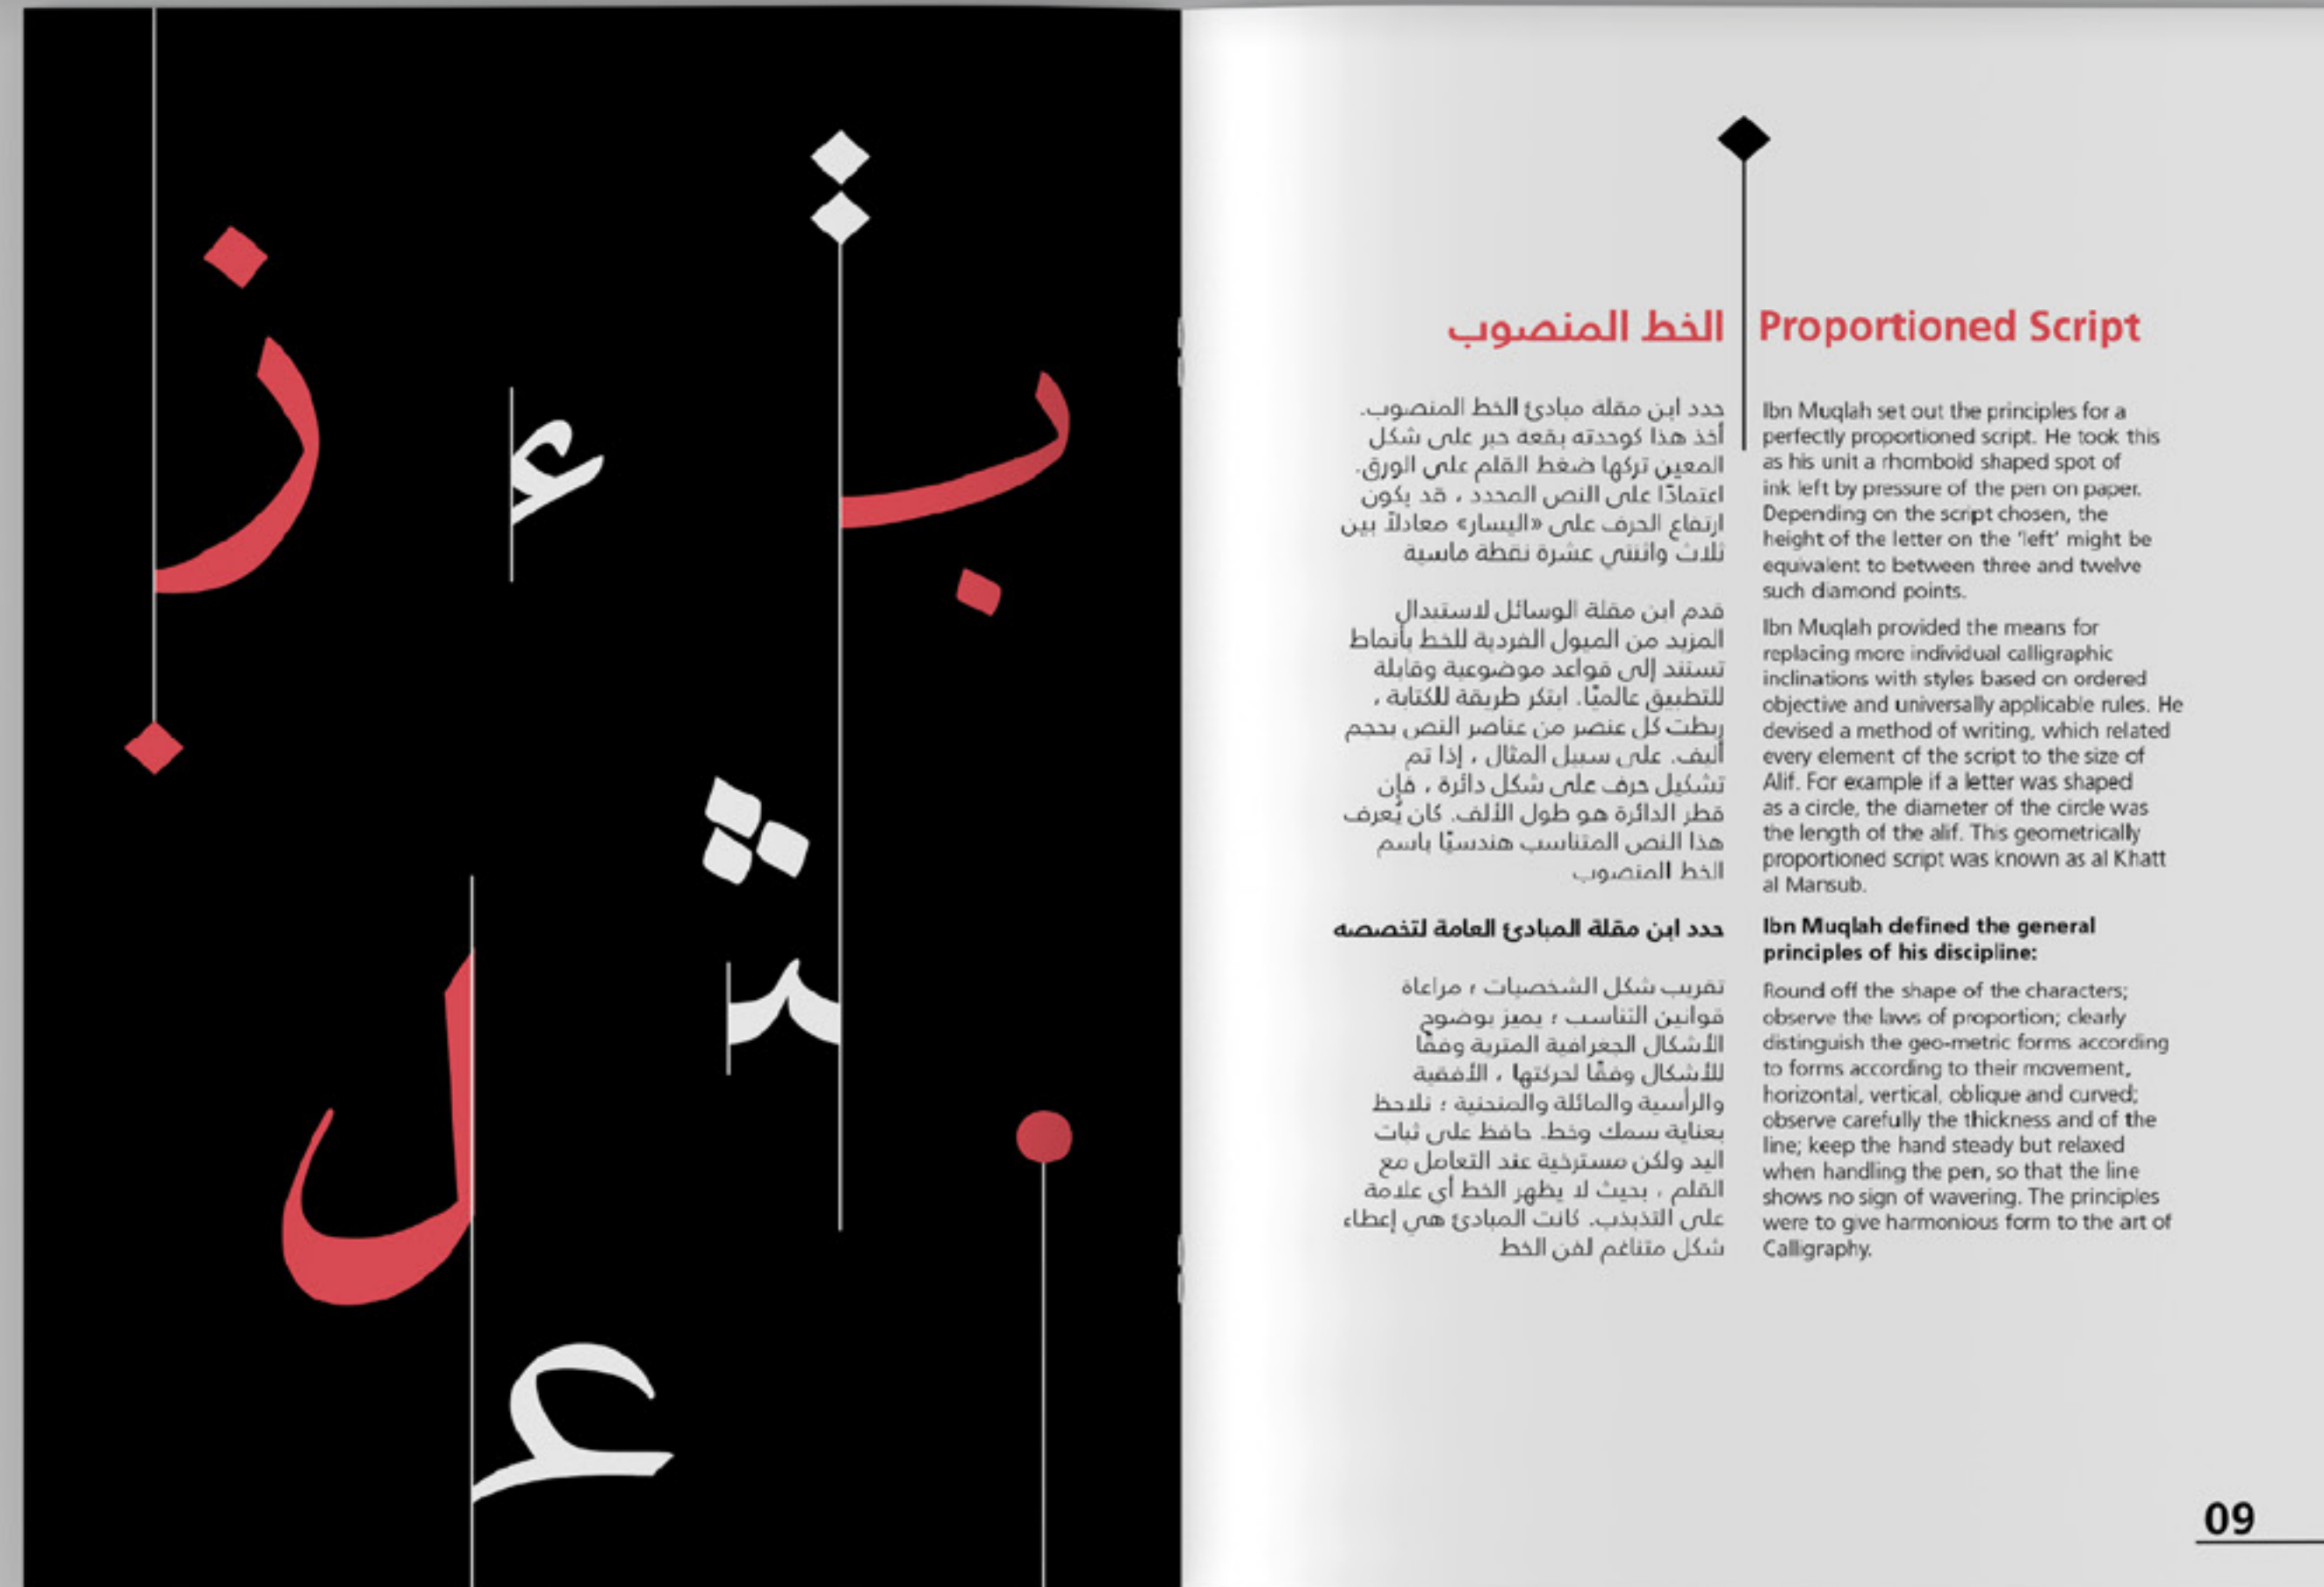 الخط المنصوب
Proportioned Script
حدد ابن مقلة مبادئ الخط المنصوب.
أخذ هذا كوحدته بقعة حبر على شكل
المعين تركها ضغط القلم على الورق.
اعتمادًا على النص المحدد ، قد يكون
ارتفاع الحرف على «اليسار» معادلاً بين
ثلاث واثنتي عشرة نقطة ماسية
قدم ابن مقلة الوسائل لاستبدال
المزيد من الميول الفردية للخط بأنماط
تستند إلى قواعد موضوعية وقابلة
للتطبيق عالميًا. ابتكر طريقة للكتابة ،
ربطت كل عنصر من عناصر النص بحجم
أليف. على سبيل المثال ، إذا تم
تشكيل حرف على شكل دائرة ، فإن
قطر الدائرة هو طول الألف. كان يُعرف
هذا النص المتناسب هندسيًا باسم
الخط المنصوب
حدد ابن مقلة المبادئ العامة لتخصصه
تقريب شكل الشخصيات ؛ مراعاة
قوانين التناسب ؛ يميز بوضوح
الأشكال الجغرافية المترية وفقًا
للأشكال وفقًا لحركتها ، الأفقية
والرأسية والمائلة والمنحنية ؛ نلاحظ
بعناية سمك وخط. حافظ على ثبات
اليد ولكن مسترخية عند التعامل مع
القلم ، بحيث لا يظهر الخط أي علامة
على التذبذب. كانت المبادئ هي إعطاء
شكل متناغم لفن الخط
Ibn Muqlah set out the principles for a
perfectly proportioned script. He took this
as his unit a rhomboid shaped spot of
ink left by pressure of the pen on paper.
Depending on the script chosen, the
height of the letter on the ‘left’ might be
equivalent to between three and twelve
such diamond points.
Ibn Muqlah provided the means for
replacing more individual calligraphic
inclinations with styles based on ordered
objective and universally applicable rules. He
devised a method of writing, which related
every element of the script to the size of
Alif. For example if a letter was shaped
as a circle, the diameter of the circle was
the length of the alif. This geometrically
proportioned script was known as al Khatt
al Mansub.
Ibn Muqlah defined the general
principles of his discipline:
Round off the shape of the characters;
observe the laws of proportion; clearly
distinguish the geo-metric forms according
to forms according to their movement,
horizontal, vertical, oblique and curved;
observe carefully the thickness and of the
line; keep the hand steady but relaxed
when handling the pen, so that the line
shows no sign of wavering. The principles
were to give harmonious form to the art of
Calligraphy.
09